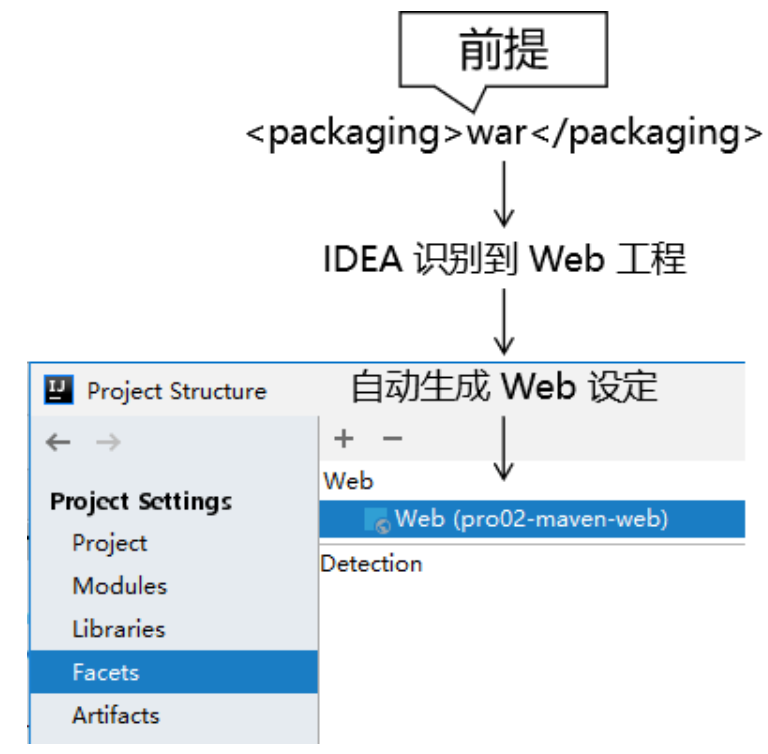 前提
<packaging>war</packaging>
IDEA 识别到 Web 工程
自动生成 Web 设定
IJ
Project Structure
Project Settings
Project
Modules
Libraries
Facets
Artifacts
+ −
Web
Web (pro02-maven-web)
Detection